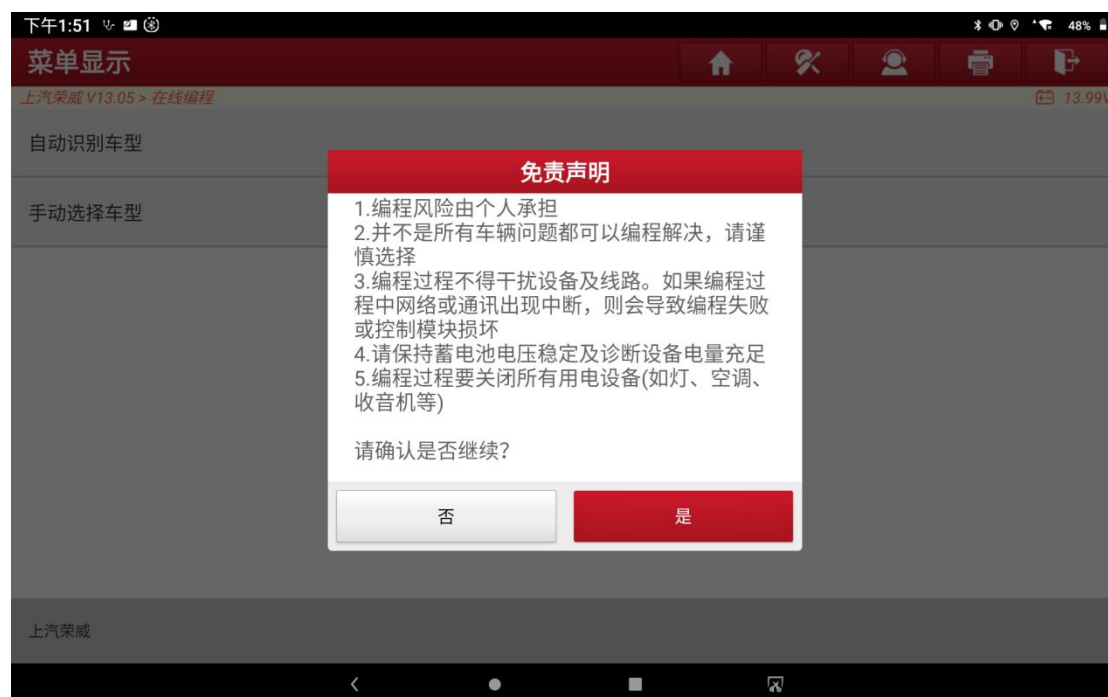 下午1:51
48%
菜单显示
上汽荣威 V13.05 > 在线编程
13.99V
自动识别车型
手动选择车型
免责声明
1.编程风险由个人承担
2.并不是所有车辆问题都可以编程解决，请谨
慎选择
3.编程过程不得干扰设备及线路。如果编程过
程中网络或通讯出现中断，则会导致编程失败
或控制模块损坏
4.请保持蓄电池电压稳定及诊断设备电量充足
5.编程过程要关闭所有用电设备(如灯、空调、
收音机等)
请确认是否继续?
否
是
上汽荣威